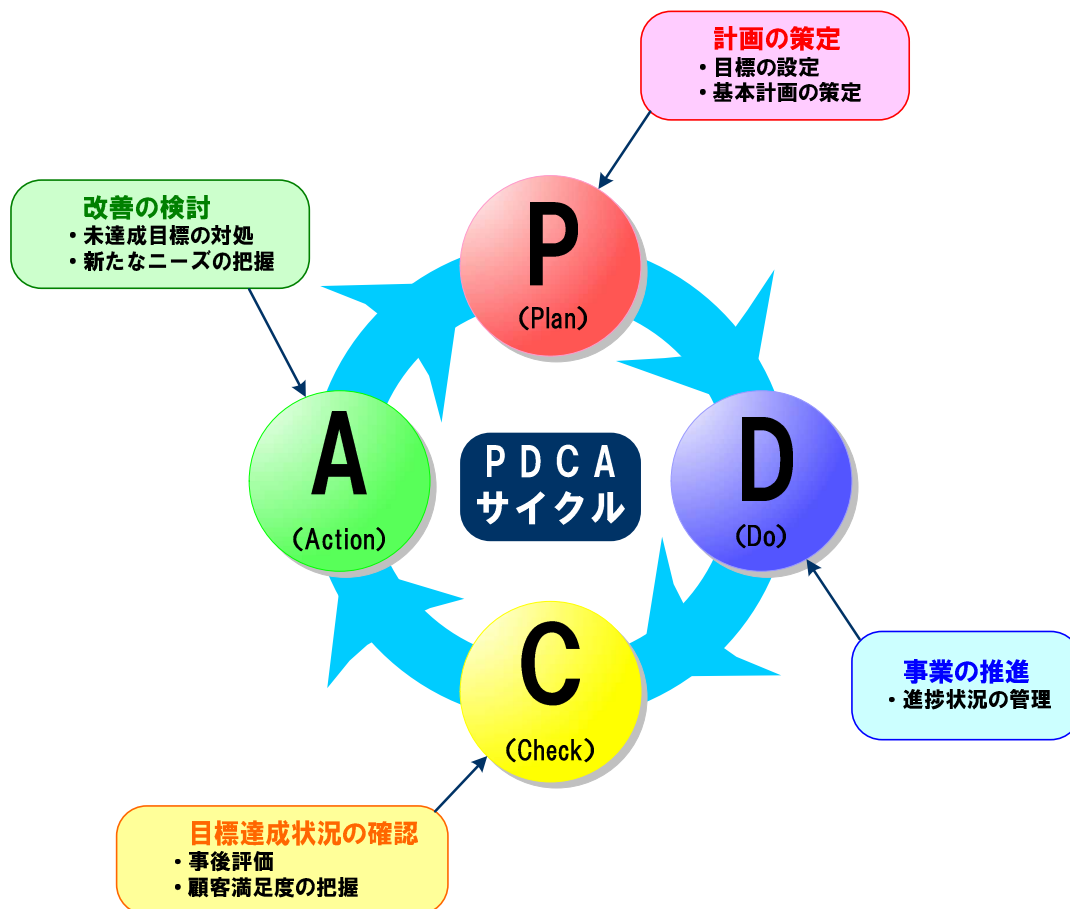 計画の策定
・目標の設定
・基本計画の策定
改善の検討
・未達成目標の対処
・新たなニーズの把握
P
(Plan)
A
(Action)
PDCA
サイクル
D
(Do)
C
(Check)
事業の推進
・進捗状況の管理
目標達成状況の確認
・事後評価
・顧客満足度の把握